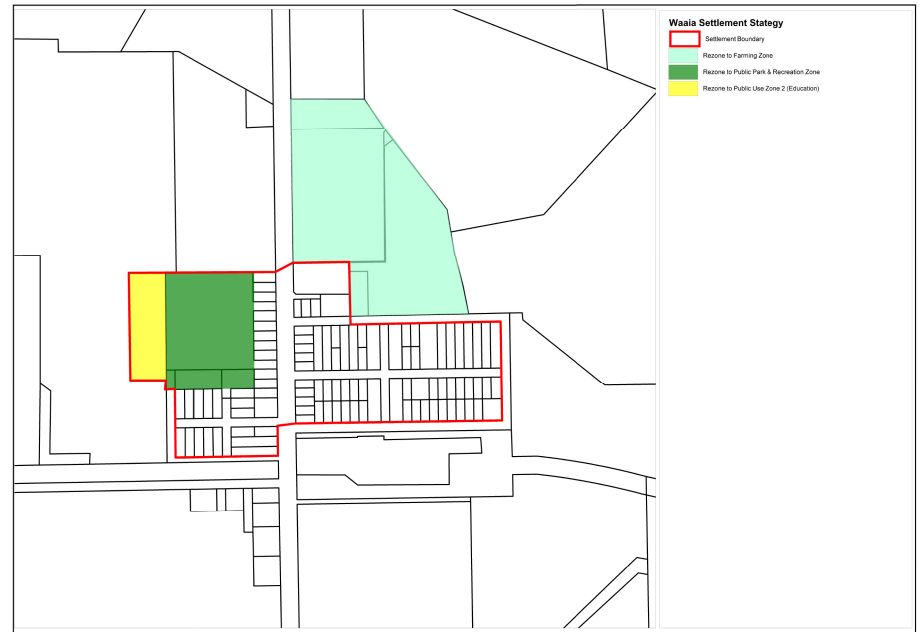 Waaia Settlement Stategy
Settlement Boundary
Rezone to Farming Zone
Rezone to Public Park & Recreation Zone
Rezone to Public Use Zone 2 (Education)